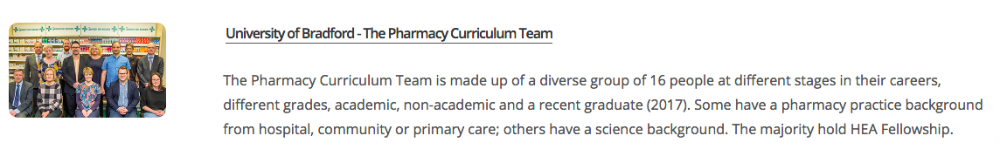 University of Bradford - The Pharmacy Curriculum Team
The Pharmacy Curriculum Team is made up of a diverse group of 16 people at different stages in their careers,
different grades, academic, non-academic and a recent graduate (2017). Some have a pharmacy practice background
from hospital, community or primary care; others have a science background. The majority hold HEA Fellowship.